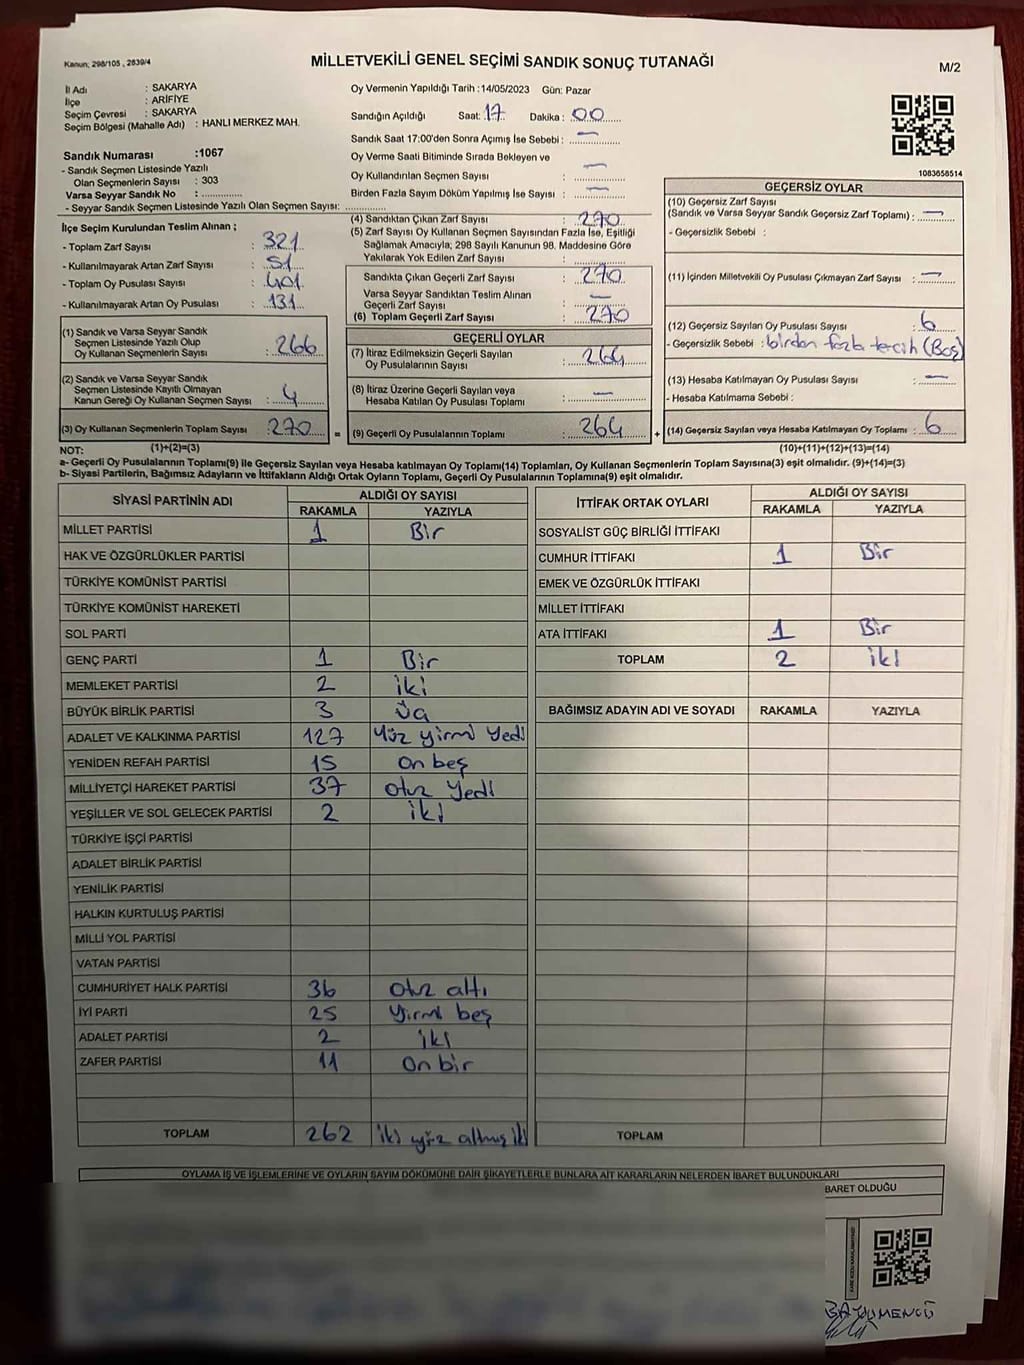 Kanun: 298/105 , 2839/4
MİLLETVEKİLİ GENEL SEÇİMİ SANDIK SONUÇ TUTANAĞI
M/2
İl Adı : SAKARYA
İlçe : ARİFİYE
Seçim Çevresi : SAKARYA
Seçim Bölgesi (Mahalle Adı) : HANLI MERKEZ MAH.
Sandık Numarası :1067
- Sandık Seçmen Listesinde Yazılı
Olan Seçmenlerin Sayısı : 303
Varsa Seyyar Sandık No : ..............
- Seyyar Sandık Seçmen Listesinde Yazılı Olan Seçmen Sayısı: ..............
Oy Vermenin Yapıldığı Tarih :14/05/2023 Gün: Pazar
Sandığın Açıldığı Saat: 17 Dakika : 00
Sandık Saat 17:00'den Sonra Açımış İse Sebebi : —
Oy Verme Saati Bitiminde Sırada Bekleyen ve
Oy Kullandırılan Seçmen Sayısı : —
Birden Fazla Sayım Döküm Yapılmış İse Sayısı : —
1083658514
İlçe Seçim Kurulundan Teslim Alınan ;
- Toplam Zarf Sayısı : 321
- Kullanılmayarak Artan Zarf Sayısı : 51
- Toplam Oy Pusulası Sayısı : 401
- Kullanılmayarak Artan Oy Pusulası : 131
(1) Sandık ve Varsa Seyyar Sandık
Seçmen Listesinde Yazılı Olup
Oy Kullanan Seçmenlerin Sayısı : 266
(2) Sandık ve Varsa Seyyar Sandık
Seçmen Listesinde Kayıtlı Olmayan
Kanun Gereği Oy Kullanan Seçmen Sayısı : 4
(3) Oy Kullanan Seçmenlerin Toplam Sayısı : 270
(4) Sandıktan Çıkan Zarf Sayısı : 270
(5) Zarf Sayısı Oy Kullanan Seçmen Sayısından Fazla İse, Eşitliği
Sağlamak Amacıyla; 298 Sayılı Kanunun 98. Maddesine Göre
Yakılarak Yok Edilen Zarf Sayısı :
Sandıkta Çıkan Geçerli Zarf Sayısı : 270
Varsa Seyyar Sandıktan Teslim Alınan
Geçerli Zarf Sayısı : —
(6) Toplam Geçerli Zarf Sayısı : 270
GEÇERLİ OYLAR
(7) İtiraz Edilmeksizin Geçerli Sayılan
Oy Pusulalarının Sayısı : 264
(8) İtiraz Üzerine Geçerli Sayılan veya
Hesaba Katılan Oy Pusulası Toplamı : —
= (9) Geçerli Oy Pusulalarının Toplamı : 264
GEÇERSİZ OYLAR
(10) Geçersiz Zarf Sayısı
(Sandık ve Varsa Seyyar Sandık Geçersiz Zarf Toplamı) : —
- Geçersizlik Sebebi :
(11) İçinden Milletvekili Oy Pusulası Çıkmayan Zarf Sayısı : —
(12) Geçersiz Sayılan Oy Pusulası Sayısı : 6
- Geçersizlik Sebebi : birden fazla tercih (Boş)
(13) Hesaba Katılmayan Oy Pusulası Sayısı : —
- Hesaba Katılmama Sebebi :
+ (14) Geçersiz Sayılan veya Hesaba Katılmayan Oy Toplamı : 6
NOT: (1)+(2)=(3) (10)+(11)+(12)+(13)=(14)
a- Geçerli Oy Pusulalarının Toplamı(9) ile Geçersiz Sayılan veya Hesaba katılmayan Oy Toplamı(14) Toplamları, Oy Kullanan Seçmenlerin Toplam Sayısına(3) eşit olmalıdır. (9)+(14)=(3)
b- Siyasi Partilerin, Bağımsız Adayların ve İttifakların Aldığı Ortak Oyların Toplamı, Geçerli Oy Pusulalarının Toplamına(9) eşit olmalıdır.
SİYASİ PARTİNİN ADI ALDIĞI OY SAYISI
RAKAMLA YAZIYLA
MİLLET PARTİSİ 1 Bir
HAK VE ÖZGÜRLÜKLER PARTİSİ
TÜRKİYE KOMÜNİST PARTİSİ
TÜRKİYE KOMÜNİST HAREKETİ
SOL PARTİ
GENÇ PARTİ 1 Bir
MEMLEKET PARTİSİ 2 iki
BÜYÜK BİRLİK PARTİSİ 3 üç
ADALET VE KALKINMA PARTİSİ 127 Yüz yirmi Yedi
YENİDEN REFAH PARTİSİ 15 On beş
MİLLİYETÇİ HAREKET PARTİSİ 37 Otuz Yedi
YEŞİLLER VE SOL GELECEK PARTİSİ 2 iki
TÜRKİYE İŞÇİ PARTİSİ
ADALET BİRLİK PARTİSİ
YENİLİK PARTİSİ
HALKIN KURTULUŞ PARTİSİ
MİLLİ YOL PARTİSİ
VATAN PARTİSİ
CUMHURİYET HALK PARTİSİ 36 Otuz altı
İYİ PARTİ 25 Yirmi beş
ADALET PARTİSİ 2 iki
ZAFER PARTİSİ 11 On bir
TOPLAM 262 iki yüz altmış iki
İTTİFAK ORTAK OYLARI ALDIĞI OY SAYISI
RAKAMLA YAZIYLA
SOSYALİST GÜÇ BİRLİĞİ İTTİFAKI
CUMHUR İTTİFAKI 1 Bir
EMEK VE ÖZGÜRLÜK İTTİFAKI
MİLLET İTTİFAKI
ATA İTTİFAKI 1 Bir
TOPLAM 2 iki
BAĞIMSIZ ADAYIN ADI VE SOYADI RAKAMLA YAZIYLA
TOPLAM
OYLAMA İŞ VE İŞLEMLERİNE VE OYLARIN SAYIM DÖKÜMÜNE DAİR ŞİKAYETLERLE BUNLARA AİT KARARLARIN NELERDEN İBARET BULUNDUKLARI
BARET OLDUĞU